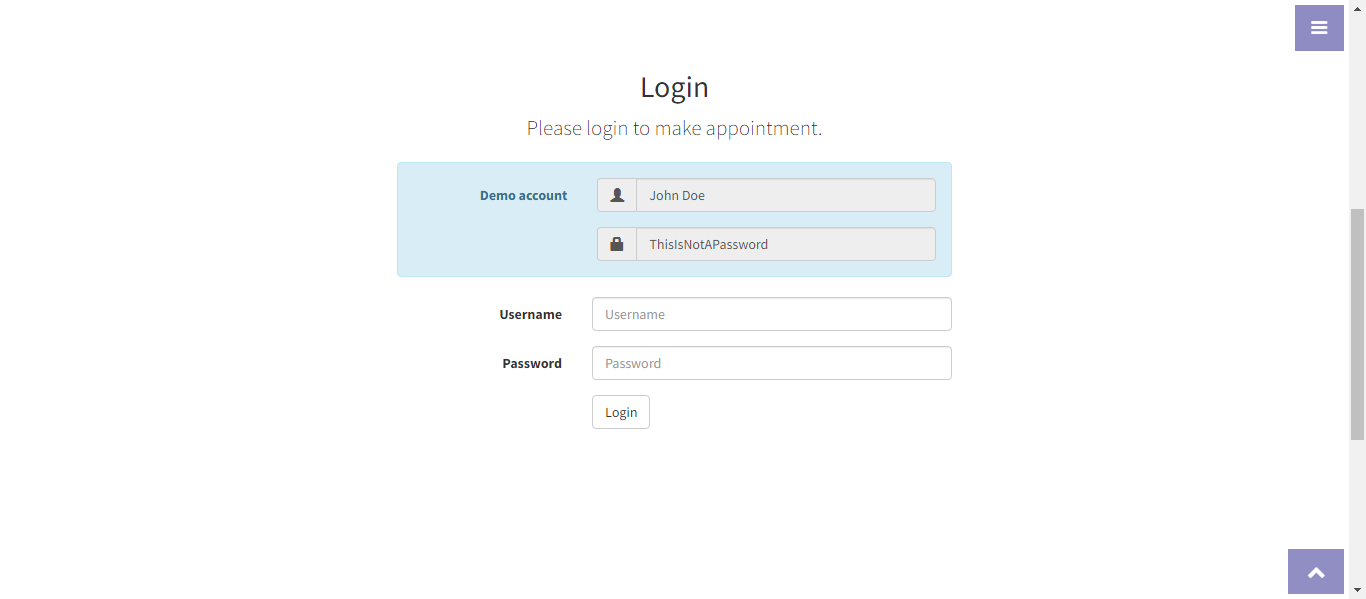 Login
Please login to make appointment.
Demo account John Doe
ThisIsNotAPassword
Username Username
Password Password
Login